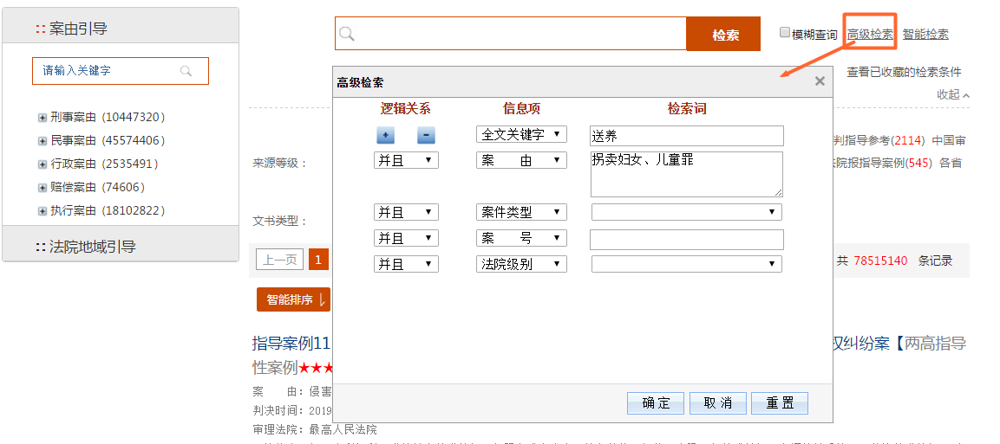 :: 案由引导
请输入关键字
刑事案由 (10447320)
民事案由 (45574406)
行政案由 (2535491)
赔偿案由 (74606)
执行案由 (18102822)
:: 法院地域引导
检索
模糊查询 高级检索 智能检索
查看已收藏的检索条件
收起
来源等级：
判指导参考(2114) 中国审
法院报指导案例(545) 各省
文书类型：
上一页 1
共 78515140 条记录
智能排序
指导案例11
权纠纷案【两高指导
性案例★★★
案 由: 侵害
判决时间: 2019
审理法院: 最高人民法院
高级检索
逻辑关系 信息项 检索词
+ - 全文关键字 送养
并且 案 由 拐卖妇女、儿童罪
并且 案件类型
并且 案 号
并且 法院级别
确 定 取 消 重 置